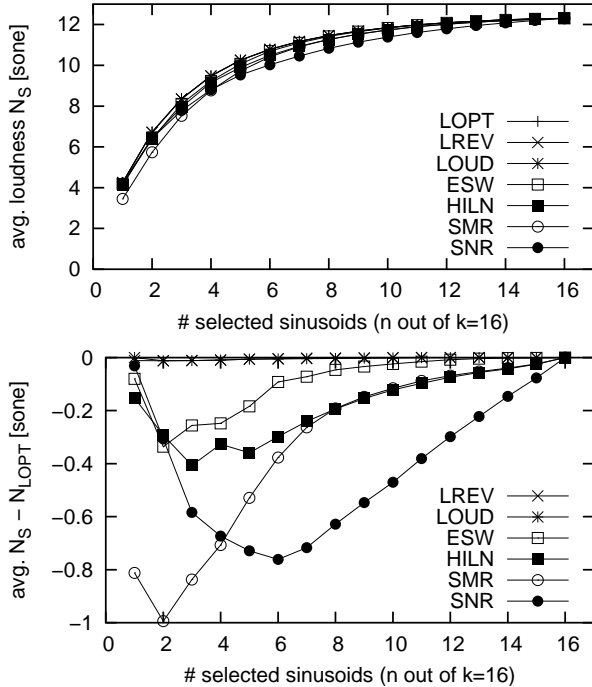 avg. loudness N_S [sone]
12
10
8
6
4
2
0
LOPT
LREV
LOUD
ESW
HILN
SMR
SNR
0 2 4 6 8 10 12 14 16
# selected sinusoids (n out of k=16)
avg. N_S − N_LOPT [sone]
0
−0.2
−0.4
−0.6
−0.8
−1
LREV
LOUD
ESW
HILN
SMR
SNR
0 2 4 6 8 10 12 14 16
# selected sinusoids (n out of k=16)